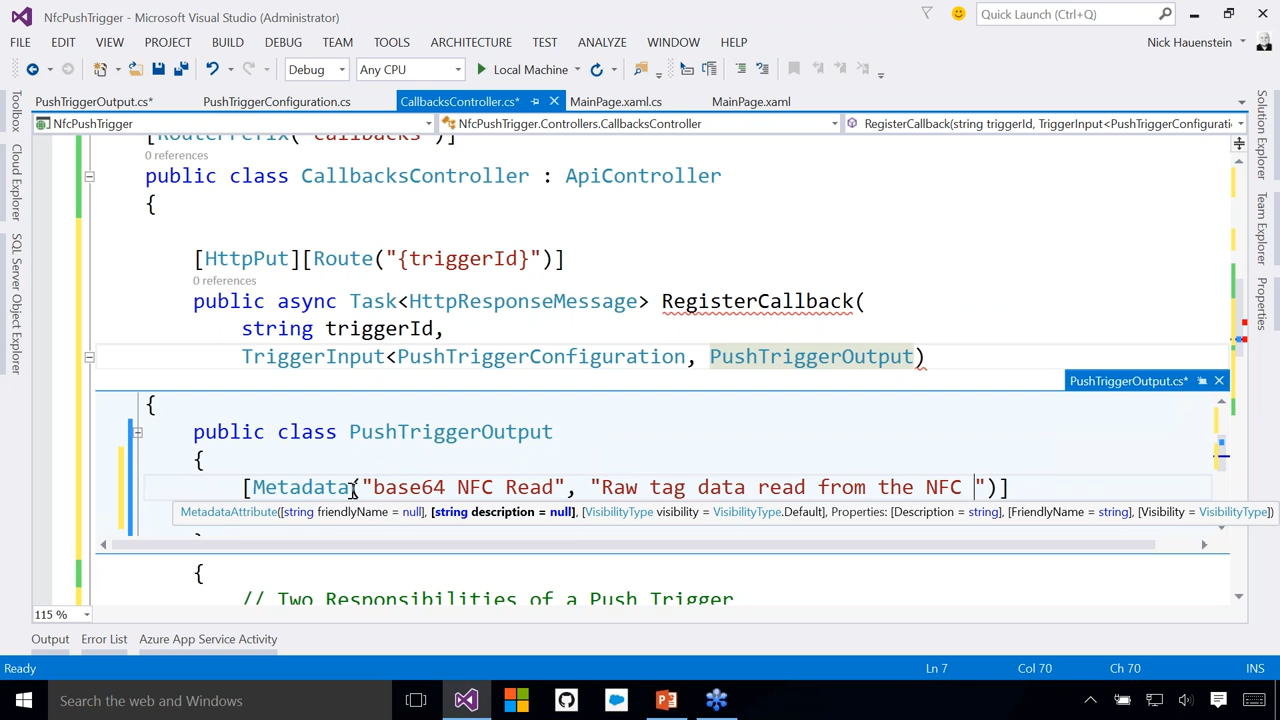 NfcPushTrigger - Microsoft Visual Studio (Administrator)
Quick Launch (Ctrl+Q)
FILE EDIT VIEW PROJECT BUILD DEBUG TEAM TOOLS ARCHITECTURE TEST ANALYZE WINDOW HELP
Nick Hauenstein
Debug Any CPU Local Machine
PushTriggerOutput.cs* PushTriggerConfiguration.cs CallbacksController.cs* MainPage.xaml.cs MainPage.xaml
NfcPushTrigger NfcPushTrigger.Controllers.CallbacksController RegisterCallback(string triggerId, TriggerInput<PushTriggerConfigurati
Toolbox
Cloud Explorer
SQL Server Object Explorer
Solution Explorer
Team Explorer
Properties
[RoutePrefix("callbacks")]
0 references
public class CallbacksController : ApiController
{
[HttpPut][Route("{triggerId}")]
0 references
public async Task<HttpResponseMessage> RegisterCallback(
string triggerId,
TriggerInput<PushTriggerConfiguration, PushTriggerOutput)
PushTriggerOutput.cs*
{
public class PushTriggerOutput
{
[Metadata("base64 NFC Read", "Raw tag data read from the NFC ")]
MetadataAttribute([string friendlyName = null], [string description = null], [VisibilityType visibility = VisibilityType.Default], Properties: [Description = string], [FriendlyName = string], [Visibility = VisibilityType])
{
// Two Responsibilities of a Push Trigger
115 %
Output Error List Azure App Service Activity
Ready Ln 7 Col 70 Ch 70 INS
Search the web and Windows